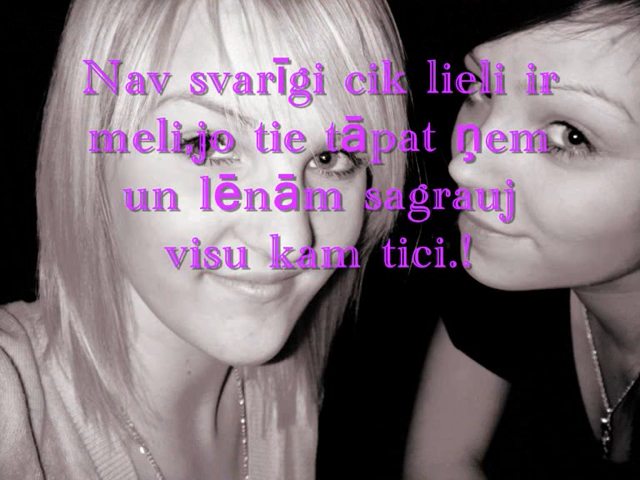 Nav svarīgi cik lieli ir
meli,jo tie tāpat ņem
un lēnām sagrauj
visu kam tici.!